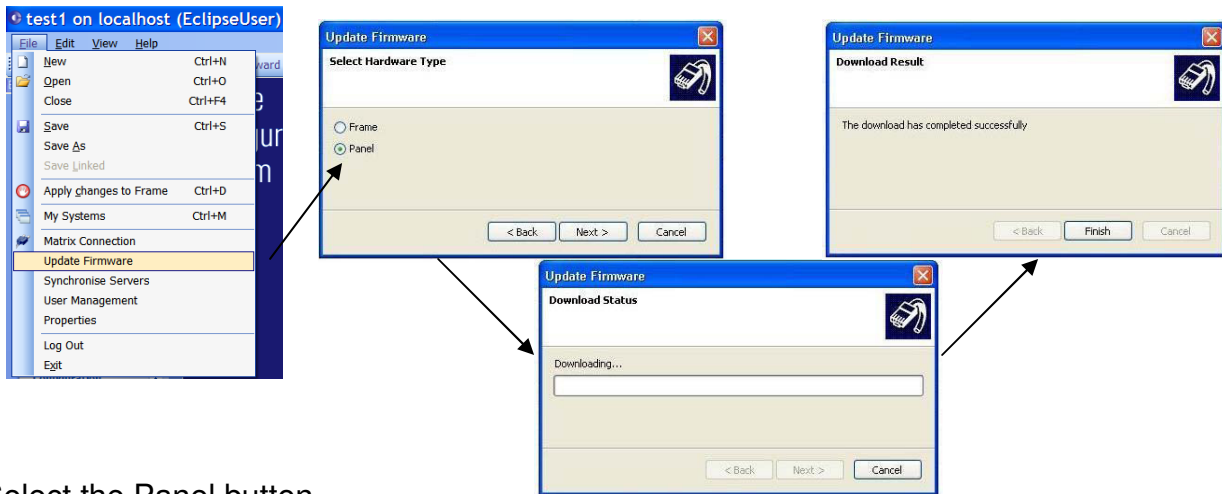 test1 on localhost (EclipseUser)
File Edit View Help
New Ctrl+N
Open Ctrl+O
Close Ctrl+F4
Save Ctrl+S
Save As
Save Linked
Apply changes to Frame Ctrl+D
My Systems Ctrl+M
Matrix Connection
Update Firmware
Synchronise Servers
User Management
Properties
Log Out
Exit
Update Firmware
Select Hardware Type
Frame
Panel
< Back Next > Cancel
Update Firmware
Download Status
Downloading...
< Back Next > Cancel
Update Firmware
Download Result
The download has completed successfully
< Back Finish Cancel
Select the Panel button